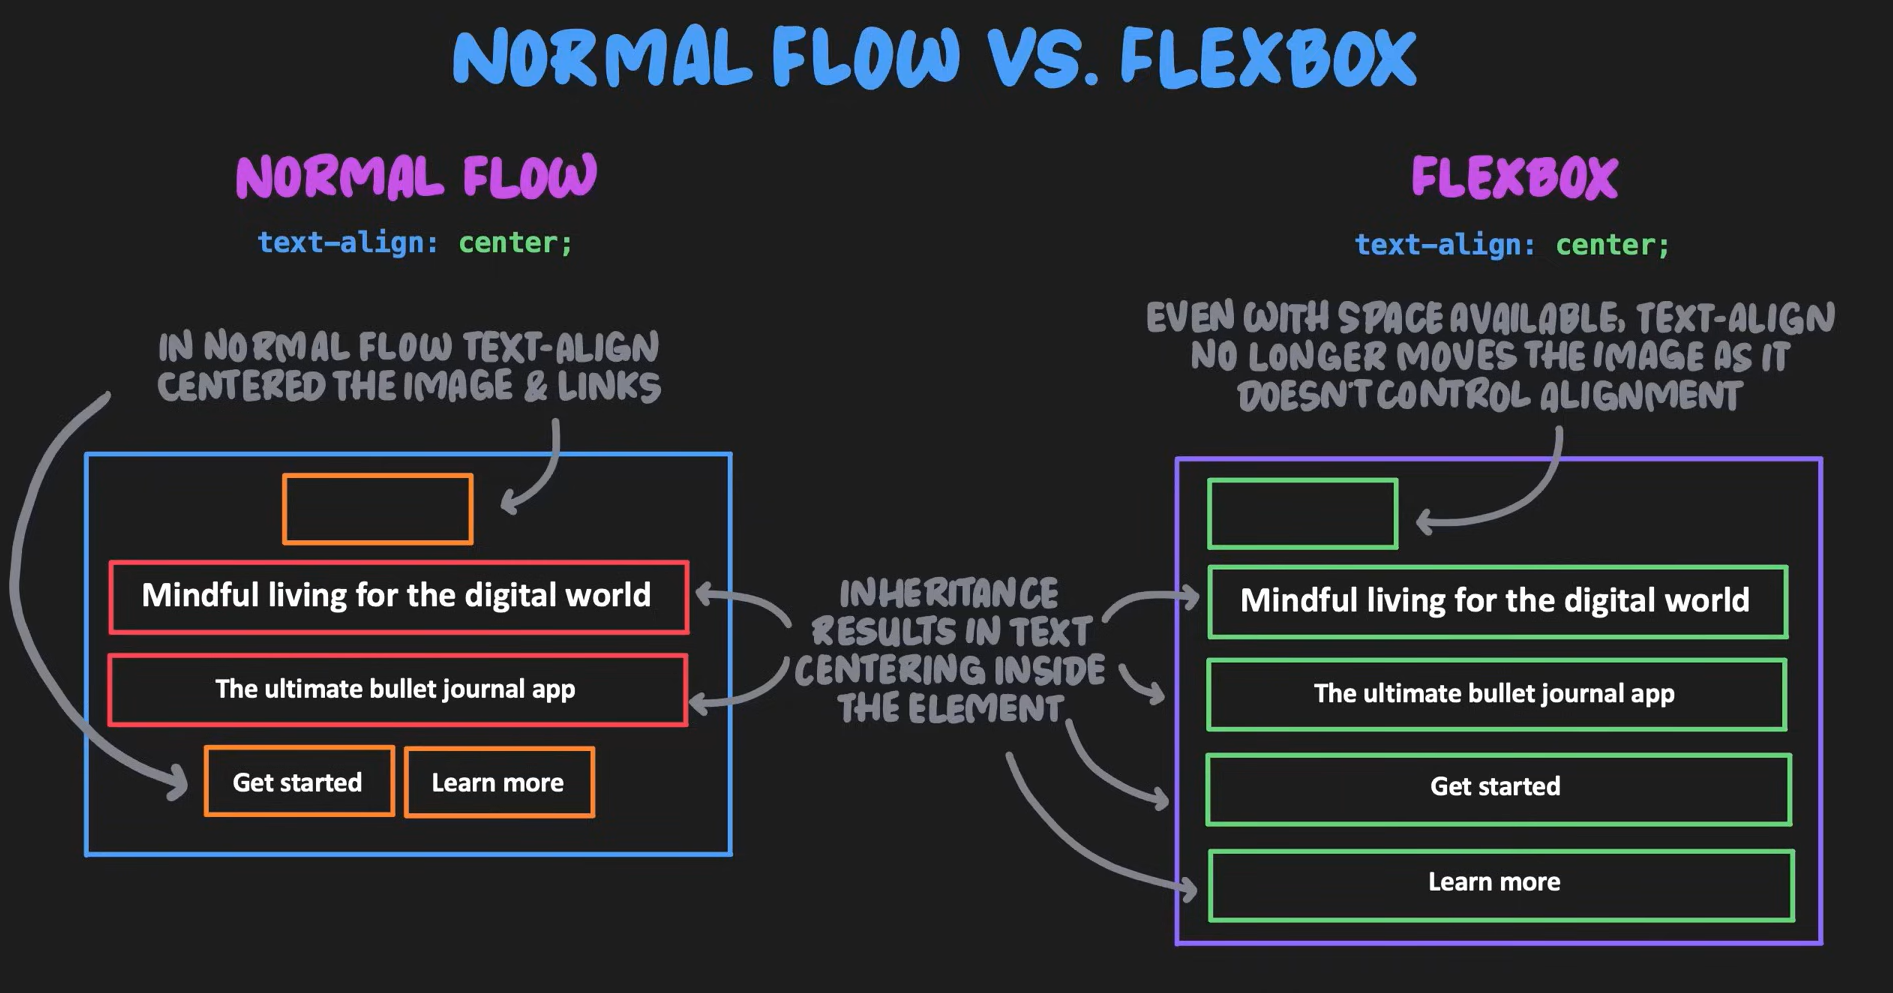 NORMAL FLOW VS. FLEXBOX
NORMAL FLOW
text-align: center;
IN NORMAL FLOW TEXT-ALIGN
CENTERED THE IMAGE & LINKS
Mindful living for the digital world
The ultimate bullet journal app
Get started
Learn more
INHERITANCE
RESULTS IN TEXT
CENTERING INSIDE
THE ELEMENT
FLEXBOX
text-align: center;
EVEN WITH SPACE AVAILABLE, TEXT-ALIGN
NO LONGER MOVES THE IMAGE AS IT
DOESN'T CONTROL ALIGNMENT
Mindful living for the digital world
The ultimate bullet journal app
Get started
Learn more